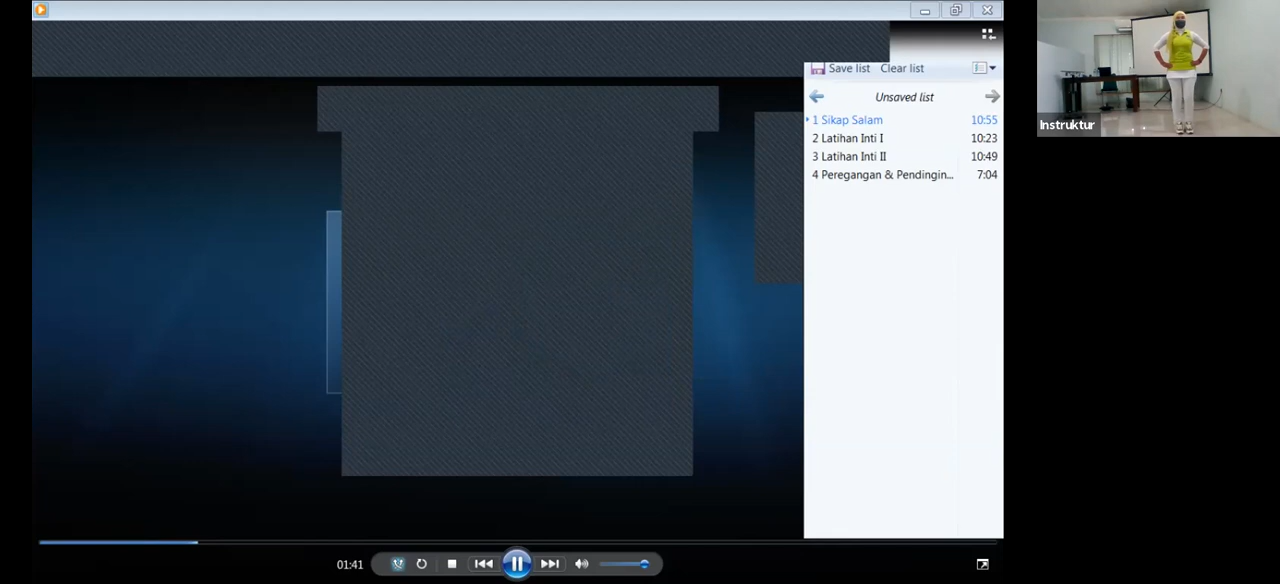 Save list Clear list
Unsaved list
1 Sikap Salam 10:55
2 Latihan Inti I 10:23
3 Latihan Inti II 10:49
4 Peregangan & Pendingin... 7:04
Instruktur
01:41